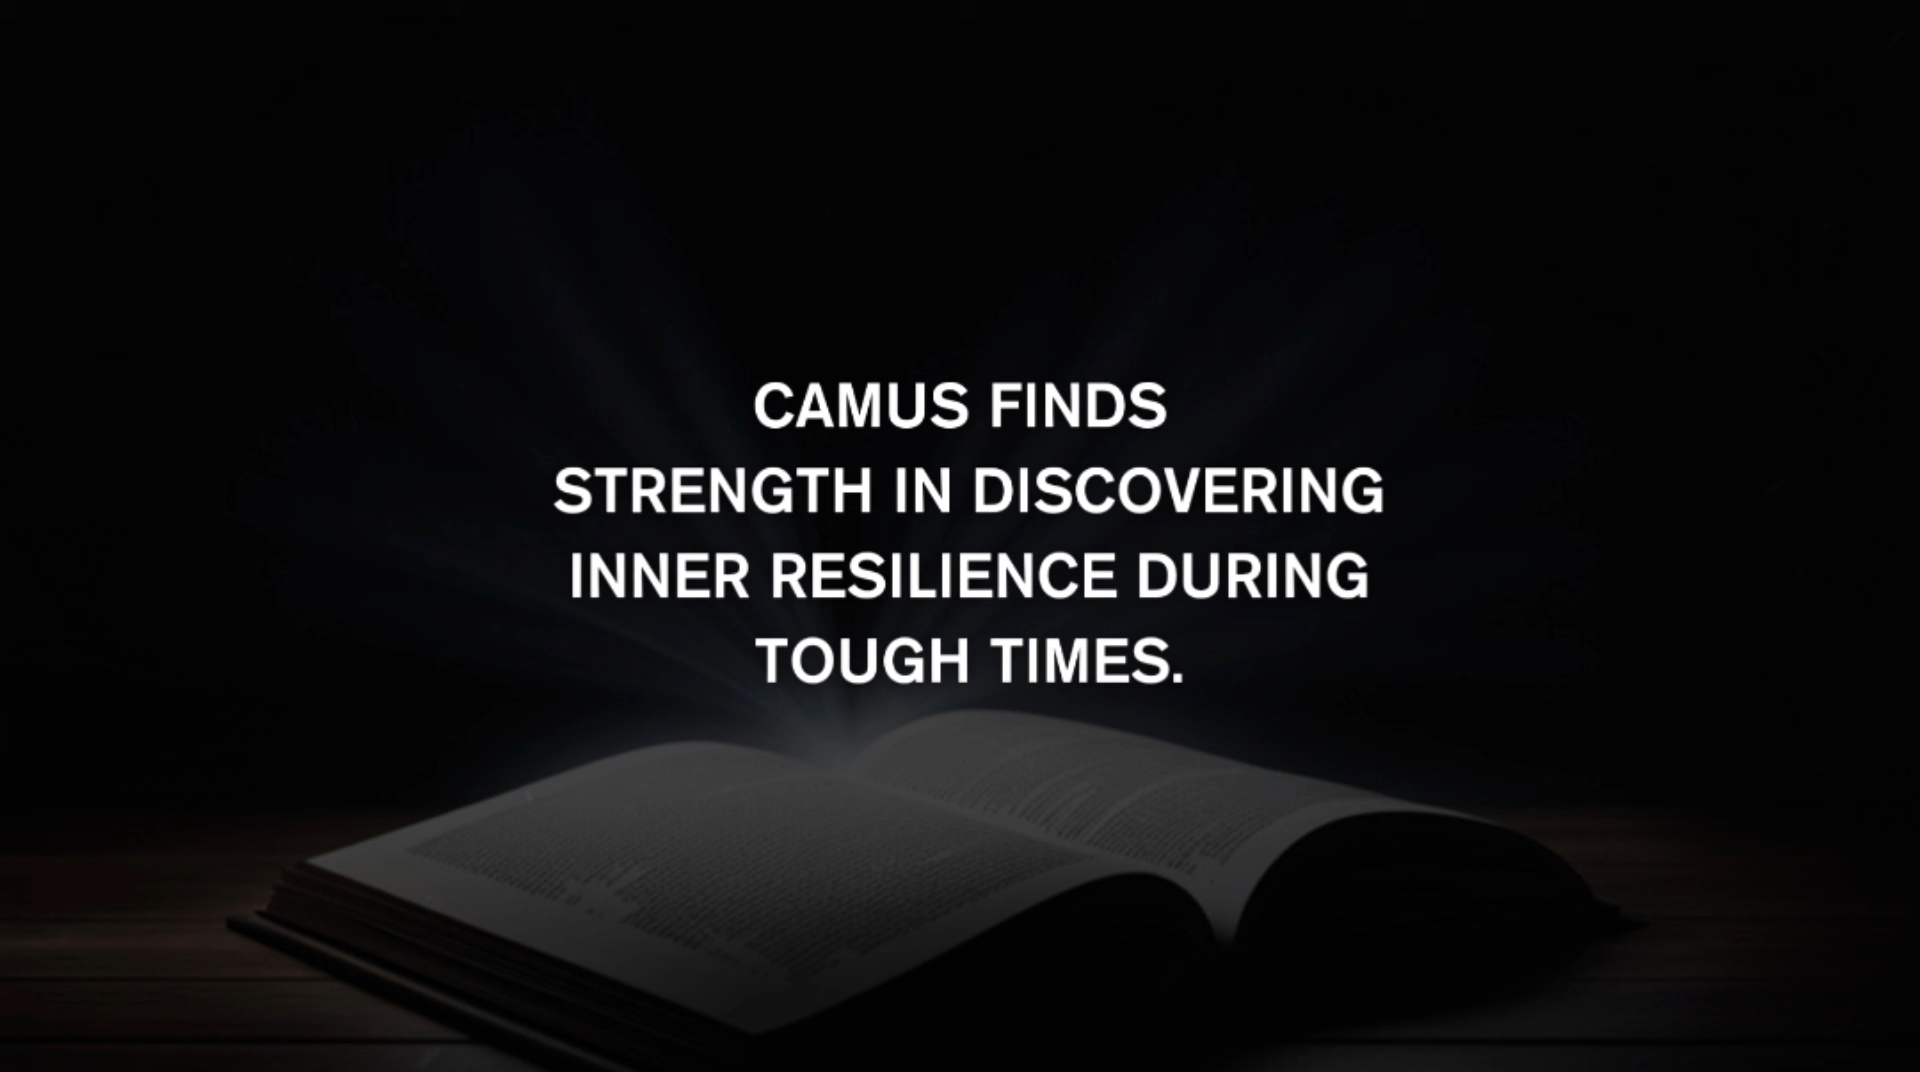 CAMUS FINDS
STRENGTH IN DISCOVERING
INNER RESILIENCE DURING
TOUGH TIMES.